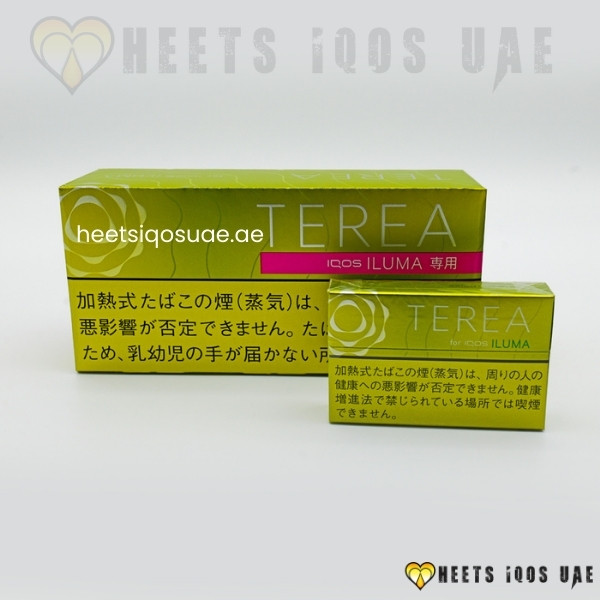 HEETS iQOS UAE
TEREA
heetsiqosuae.ae
IQOS ILUMA 専用
加熱式たばこの煙(蒸気)は、
悪影響が否定できません。た
ため、乳幼児の手が届かない所
TEREA
for IQOS ILUMA
加熱式たばこの煙(蒸気)は、周りの人の
健康への悪影響が否定できません。健康
増進法で禁じられている場所では喫煙
できません。
HEETS iQOS UAE